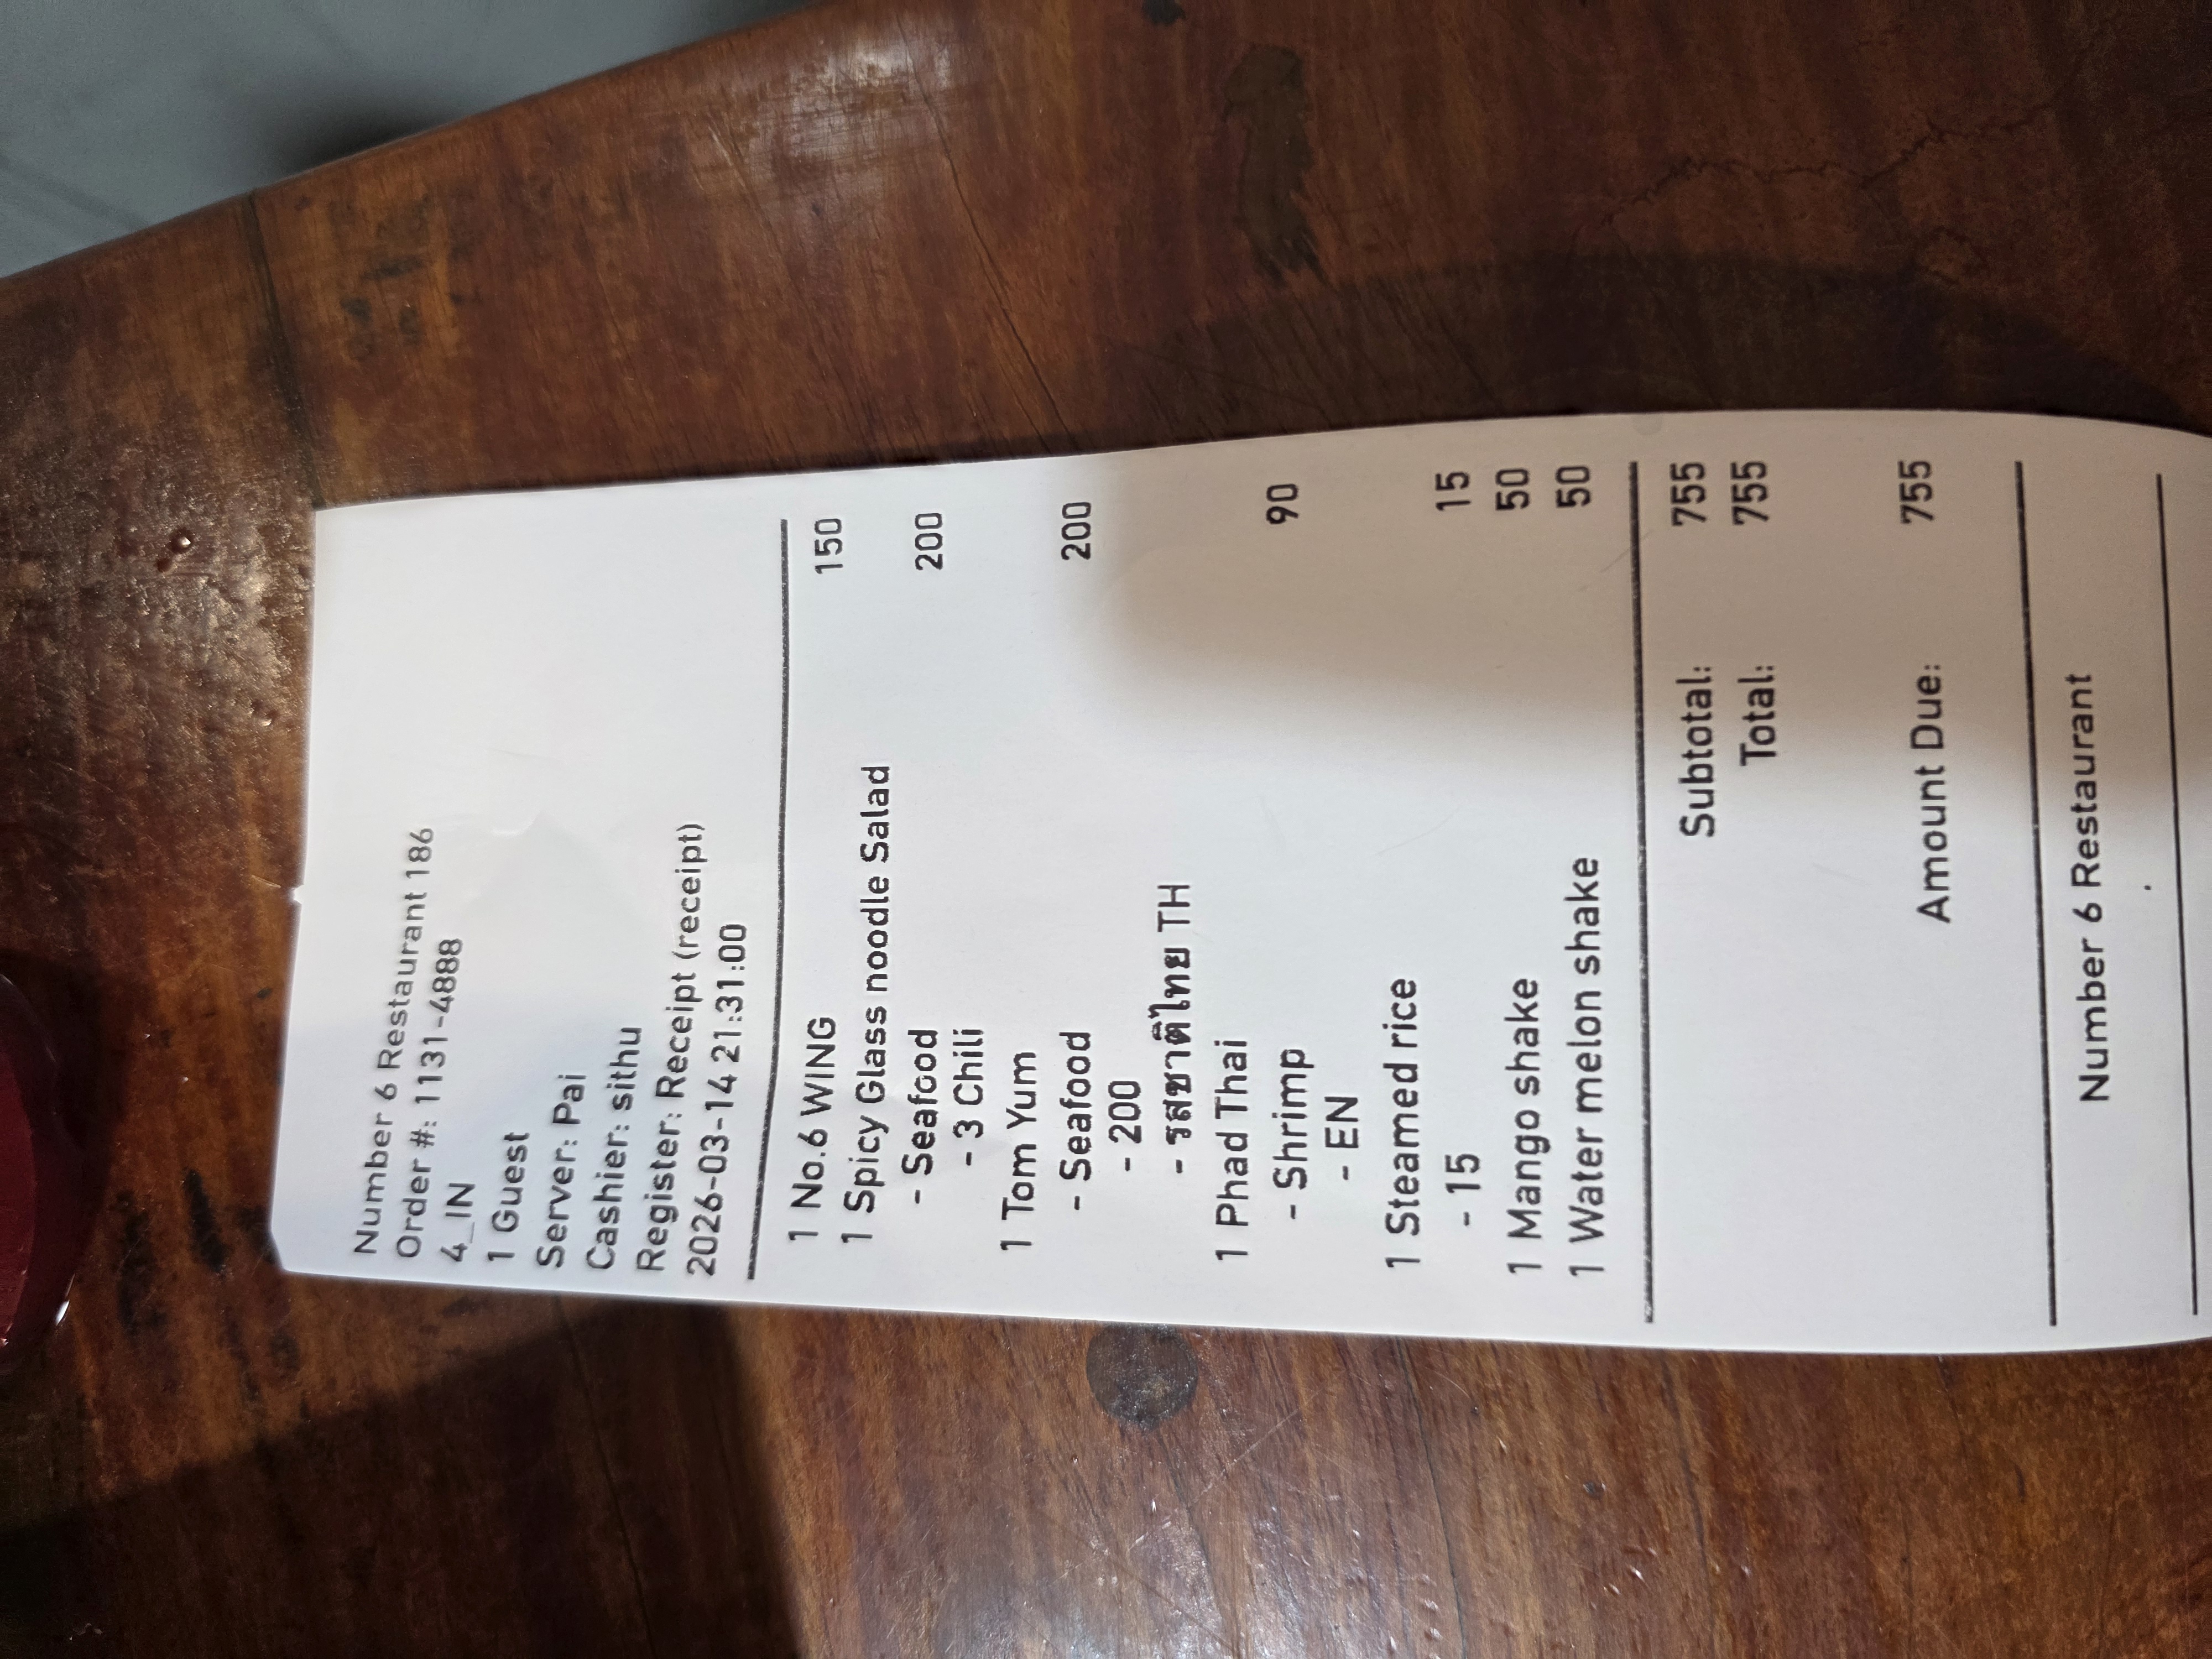 Number 6 Restaurant 186
Order #: 1131-4888
4_IN
1 Guest
Server: Pai
Cashier: sithu
Register: Receipt (receipt)
2026-03-14 21:31:00
1 No.6 WING 150
1 Spicy Glass noodle Salad
- Seafood 200
- 3 Chili
1 Tom Yum
- Seafood 200
- 200
- รสชาติไทย TH
1 Phad Thai
- Shrimp 90
- EN
1 Steamed rice
- 15 15
1 Mango shake 50
1 Water melon shake 50
Subtotal: 755
Total: 755
Amount Due: 755
Number 6 Restaurant